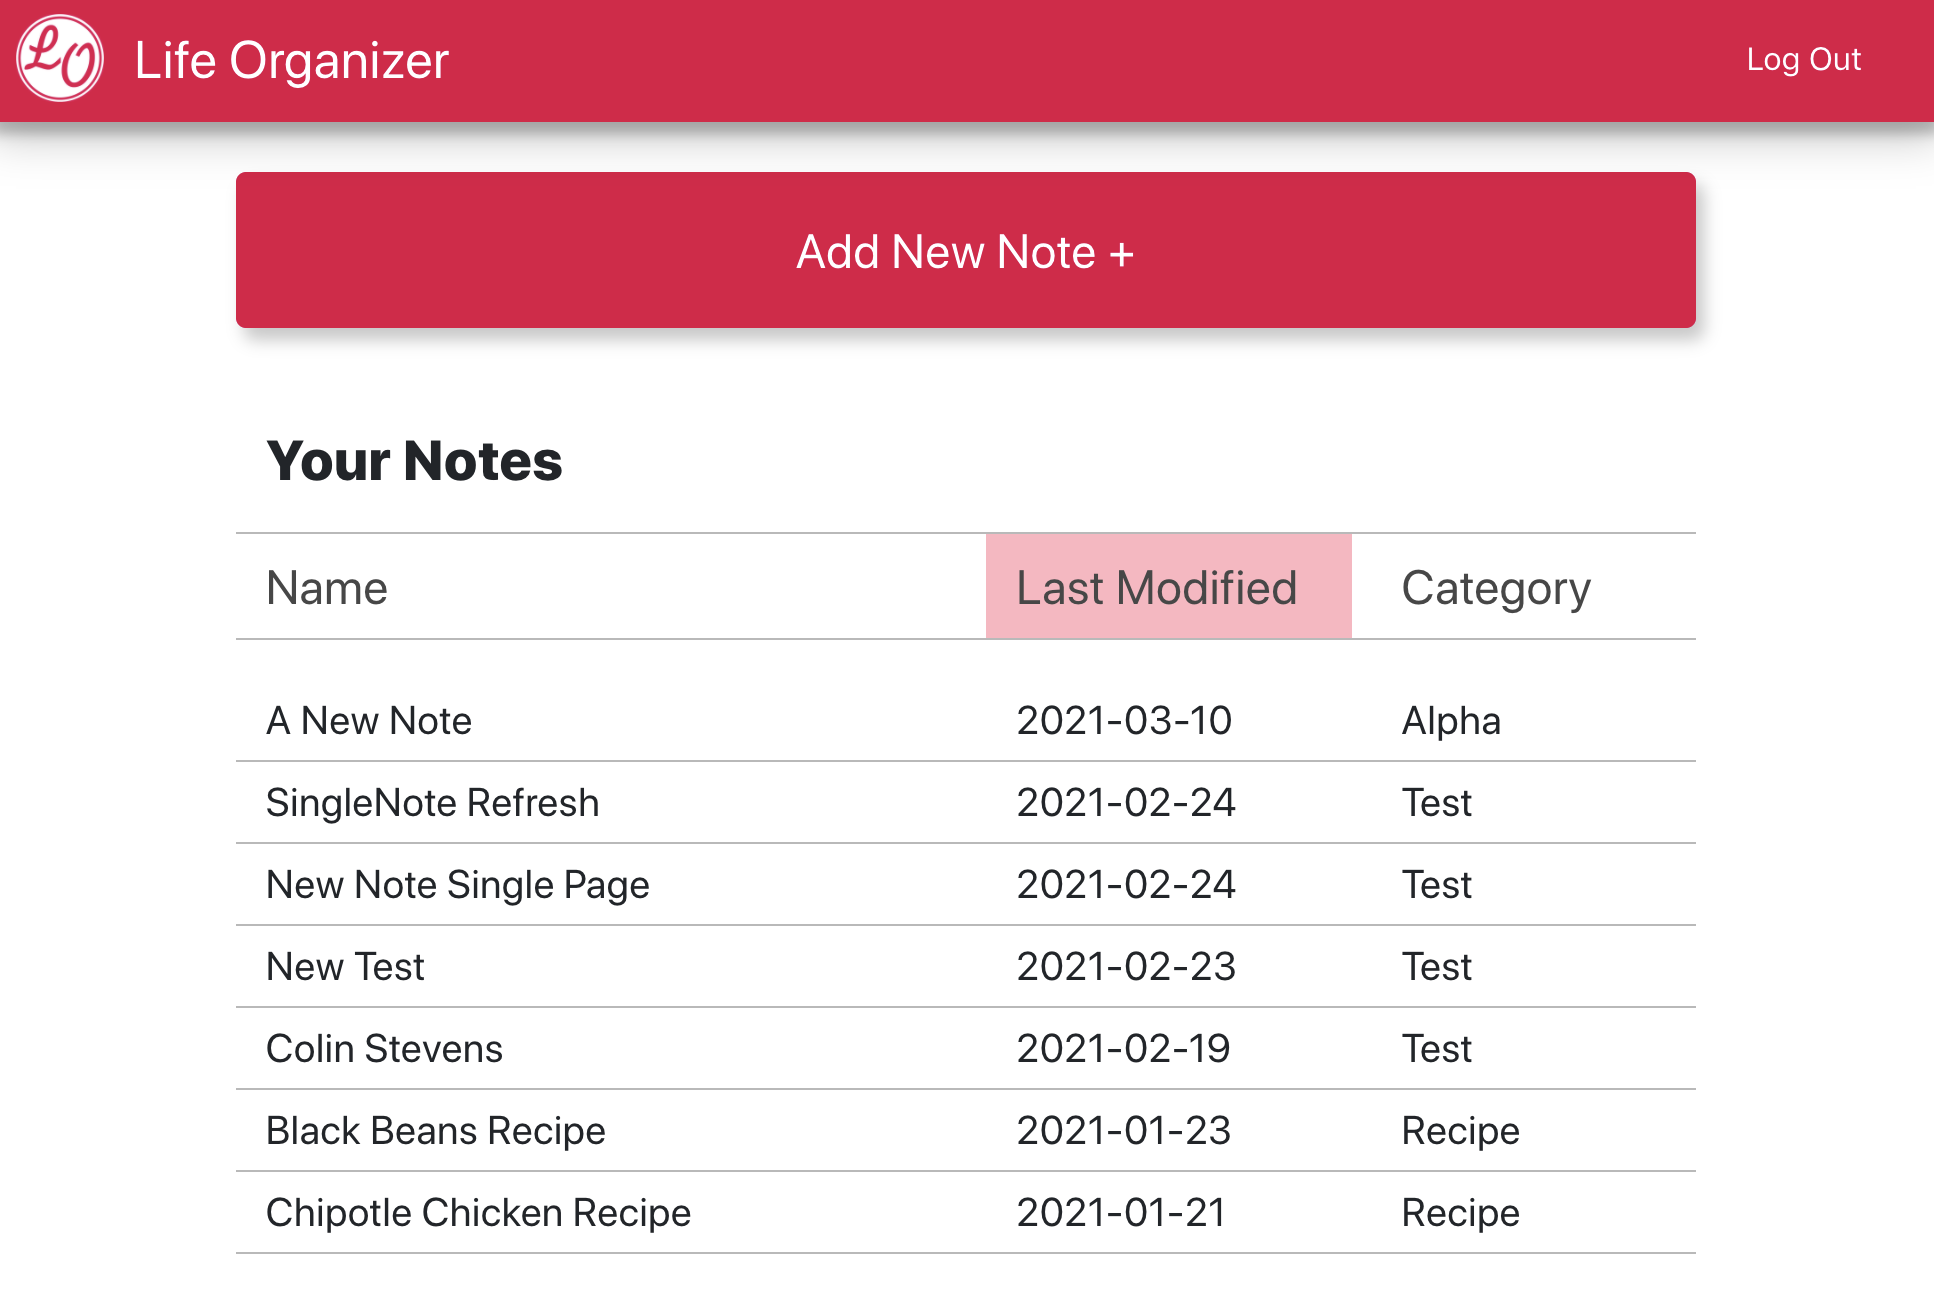 LO Life Organizer Log Out
Add New Note +
Your Notes
Name Last Modified Category
A New Note 2021-03-10 Alpha
SingleNote Refresh 2021-02-24 Test
New Note Single Page 2021-02-24 Test
New Test 2021-02-23 Test
Colin Stevens 2021-02-19 Test
Black Beans Recipe 2021-01-23 Recipe
Chipotle Chicken Recipe 2021-01-21 Recipe